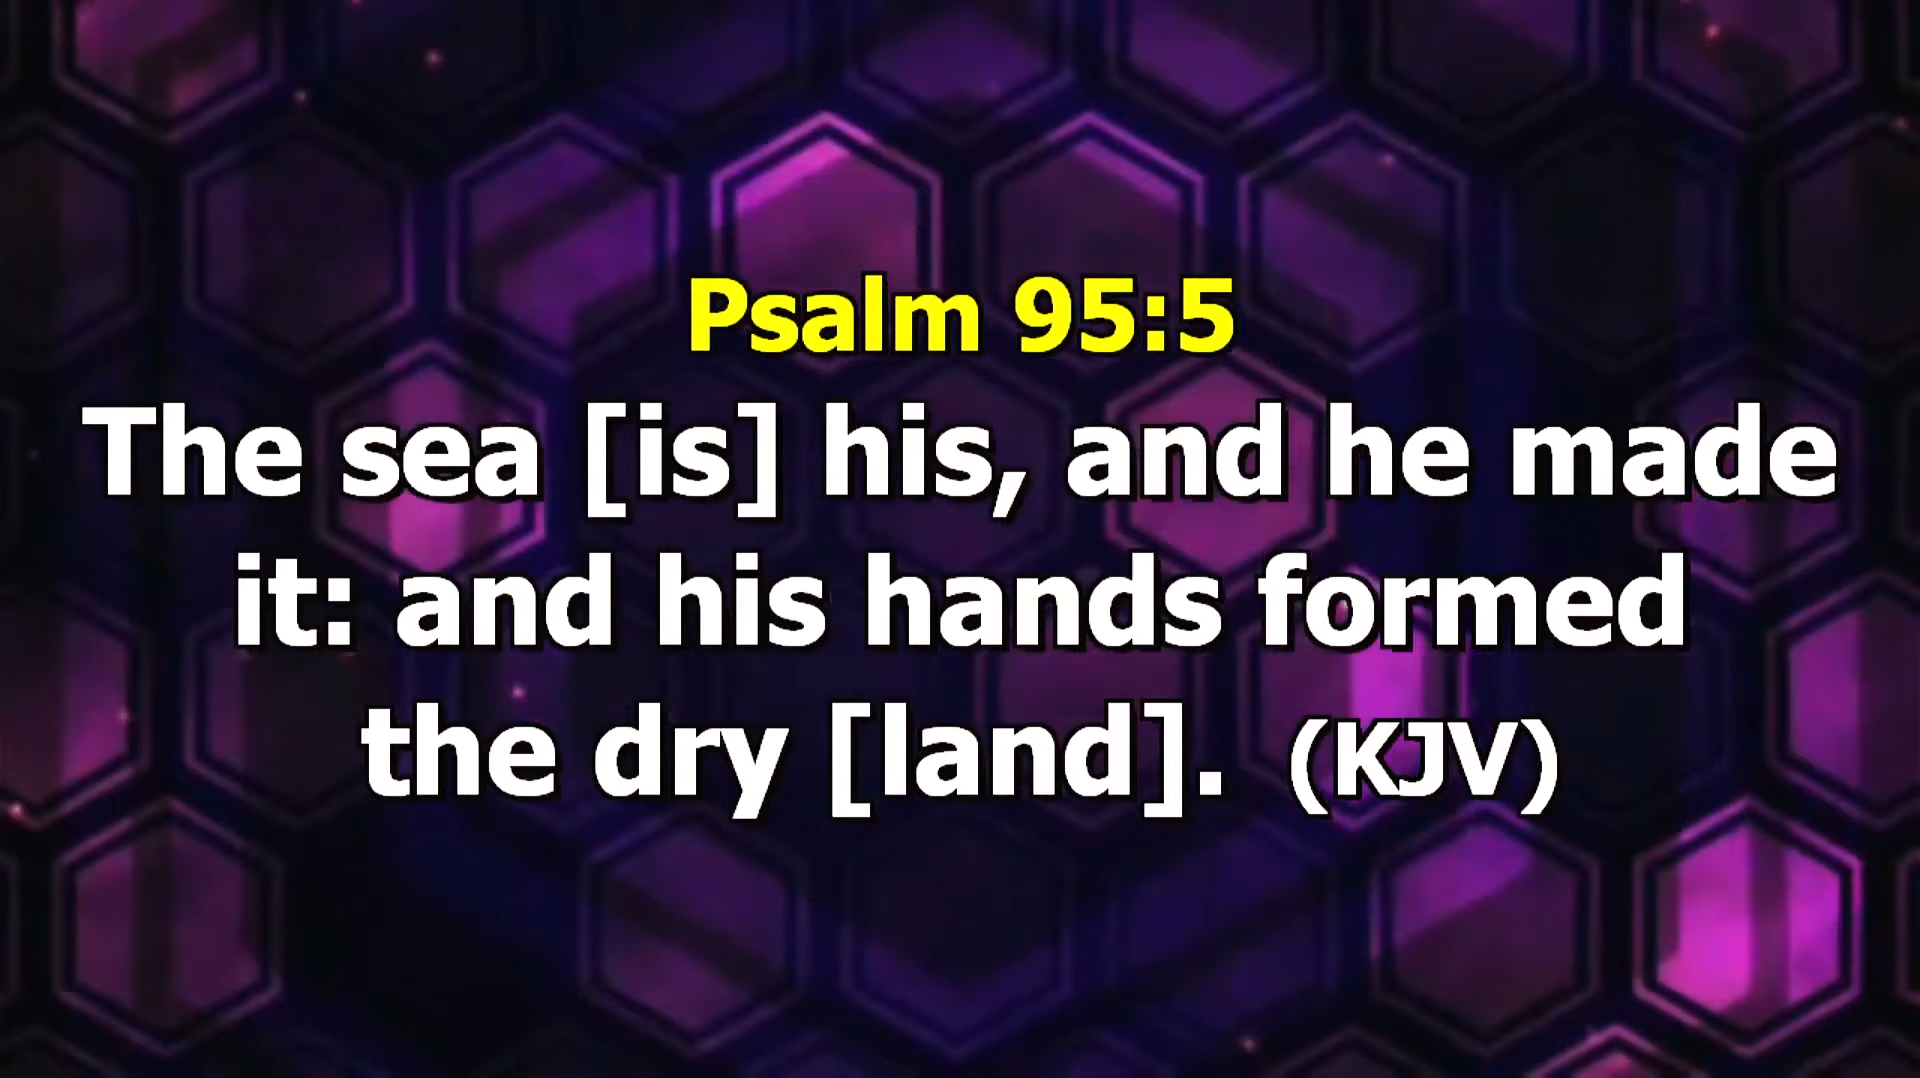 Psalm 95:5
The sea [is] his, and he made
it: and his hands formed
the dry [land]. (KJV)